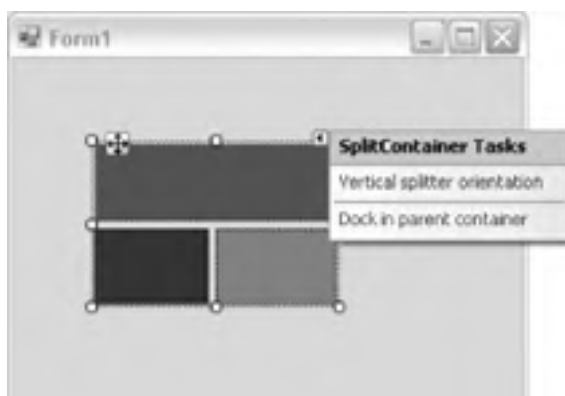 Form1
SplitContainer Tasks
Vertical splitter orientation
Dock in parent container